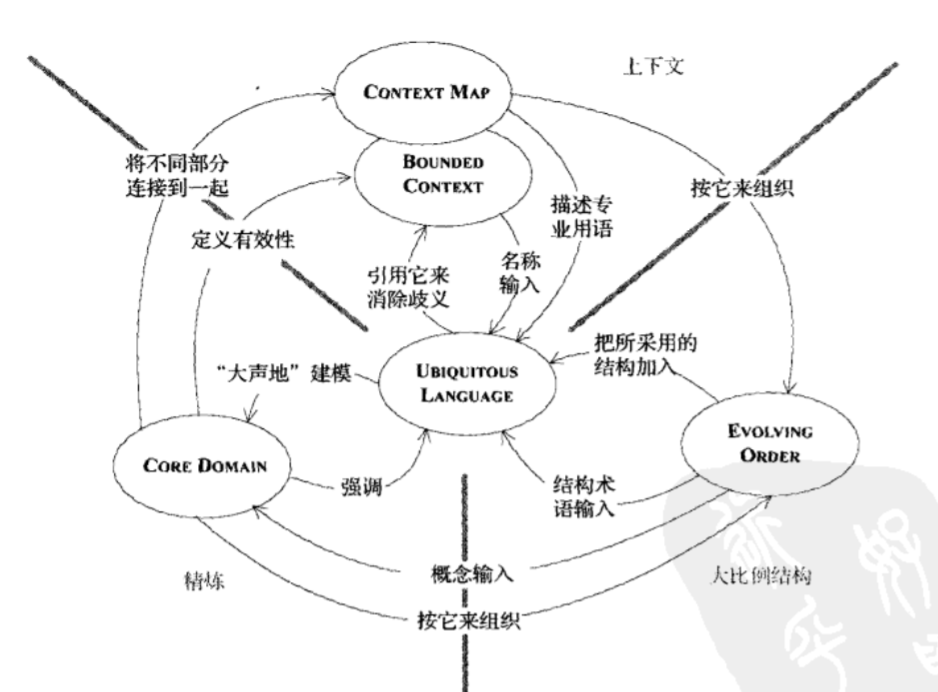 上下文
CONTEXT MAP
将不同部分
连接到一起
BOUNDED
CONTEXT
按它来组织
描述专
业用语
定义有效性
引用它来
消除歧义
名称
输入
把所采用的
结构加入
“大声地”建模
UBIQUITOUS
LANGUAGE
EVOLVING
ORDER
CORE DOMAIN
强调
结构术
语输入
精炼
概念输入
大比例结构
按它来组织